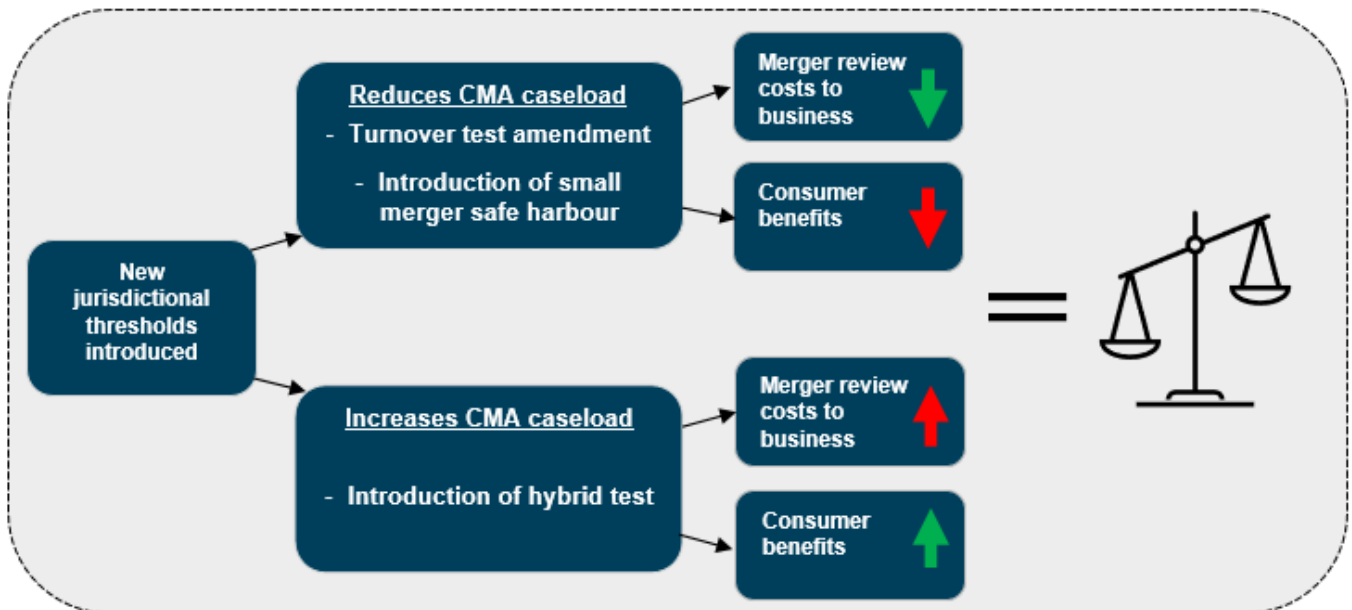 New
jurisdictional
thresholds
introduced
Reduces CMA caseload
- Turnover test amendment
- Introduction of small
merger safe harbour
Merger review
costs to
business
Consumer
benefits
Increases CMA caseload
- Introduction of hybrid test
Merger review
costs to
business
Consumer
benefits
=